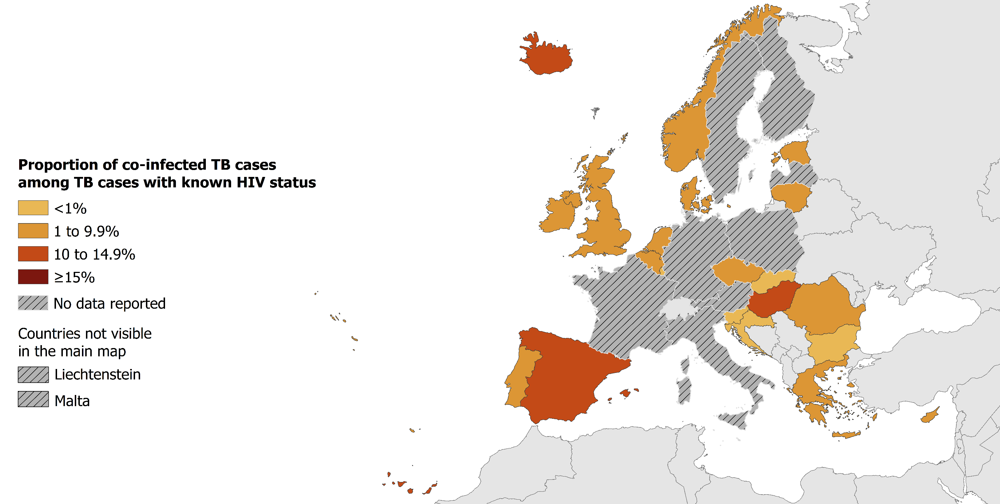 Proportion of co-infected TB cases
among TB cases with known HIV status
<1%
1 to 9.9%
10 to 14.9%
≥15%
No data reported
Countries not visible
in the main map
Liechtenstein
Malta